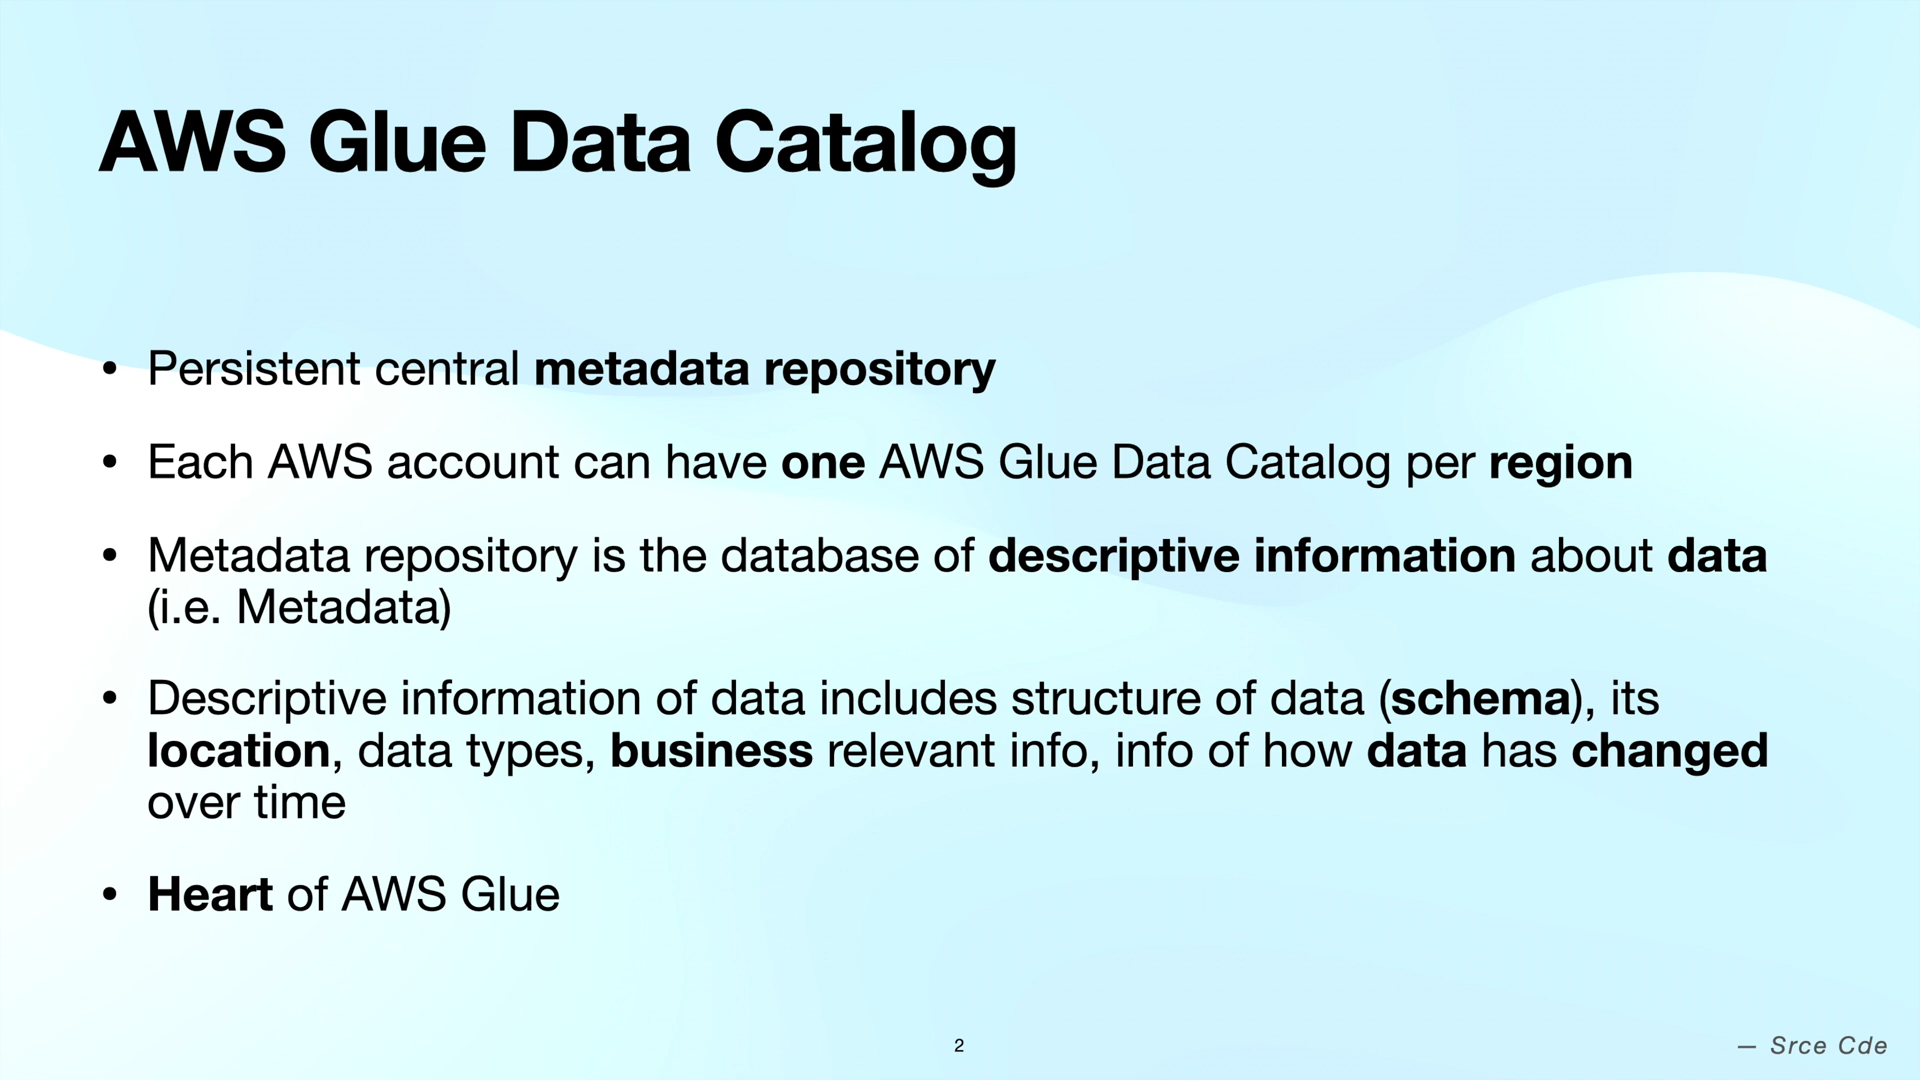 AWS Glue Data Catalog
• Persistent central metadata repository
• Each AWS account can have one AWS Glue Data Catalog per region
• Metadata repository is the database of descriptive information about data
(i.e. Metadata)
• Descriptive information of data includes structure of data (schema), its
location, data types, business relevant info, info of how data has changed
over time
• Heart of AWS Glue
2
— Srce Cde